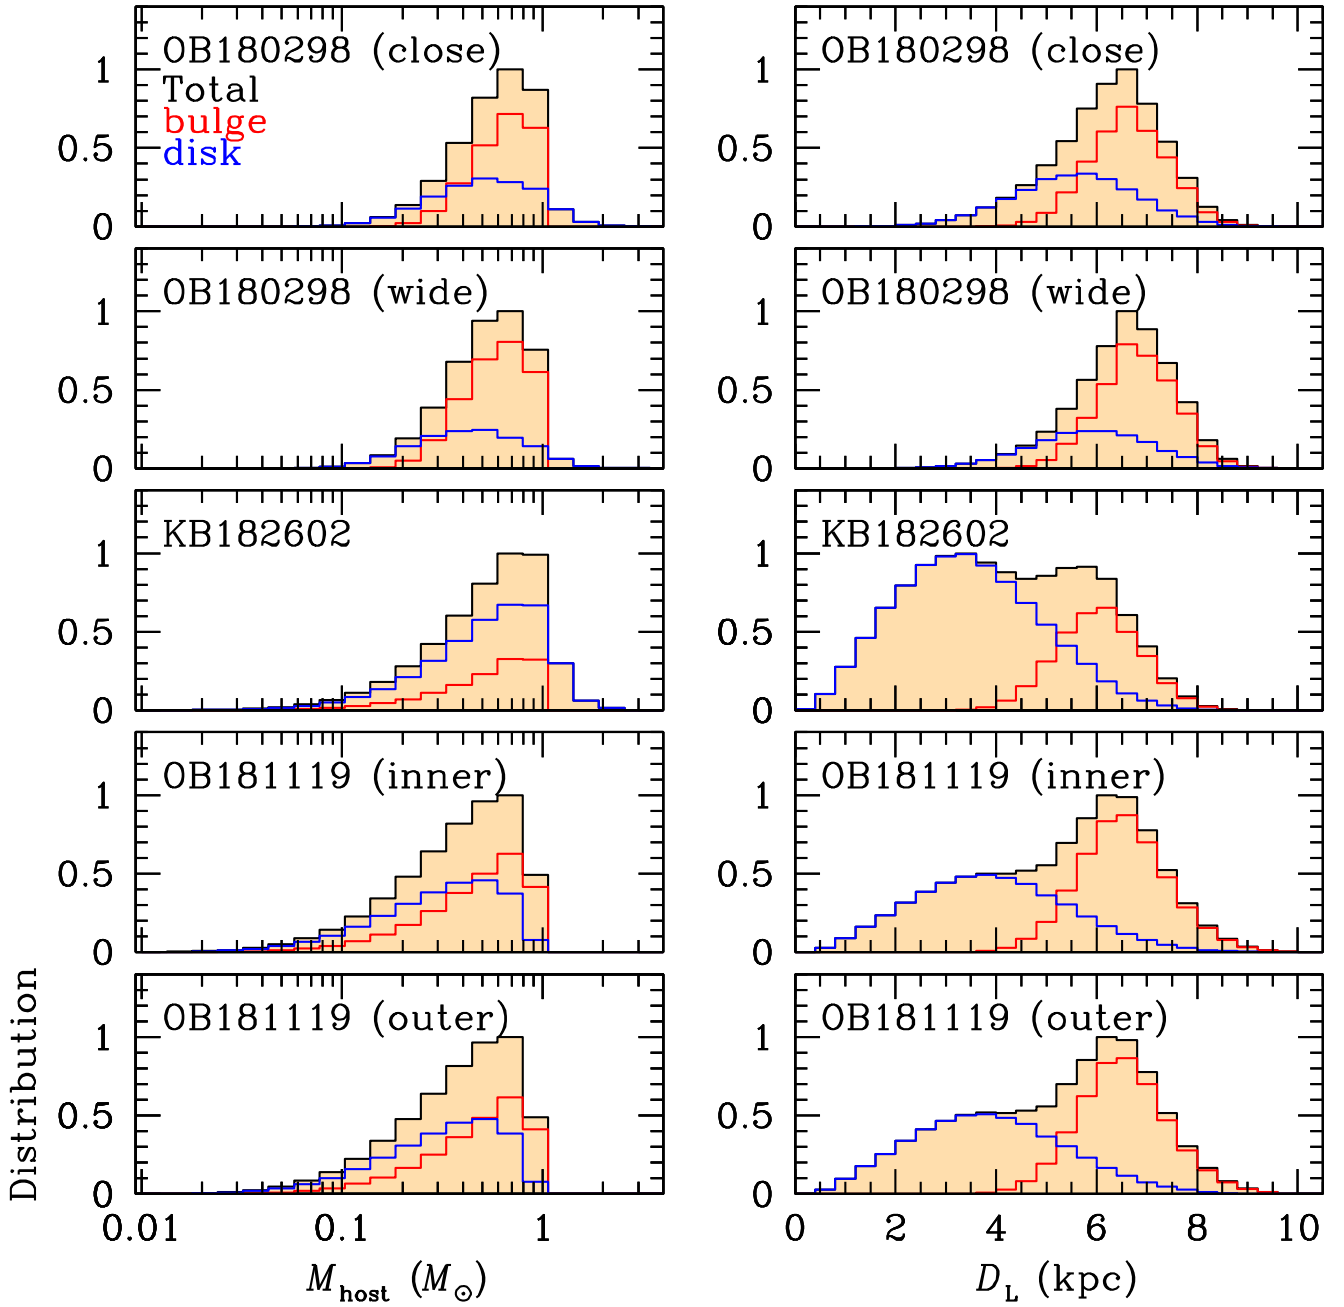 OB180298 (close)
Total
bulge
disk
1
0.5
0
OB180298 (close)
1
0.5
0
OB180298 (wide)
1
0.5
0
OB180298 (wide)
1
0.5
0
KB182602
1
0.5
0
KB182602
1
0.5
0
OB181119 (inner)
1
0.5
0
OB181119 (inner)
1
0.5
0
OB181119 (outer)
1
0.5
0
OB181119 (outer)
1
0.5
0
Distribution
0.01 0.1 1
0 2 4 6 8 10
M_host (M_⊙)
D_L (kpc)